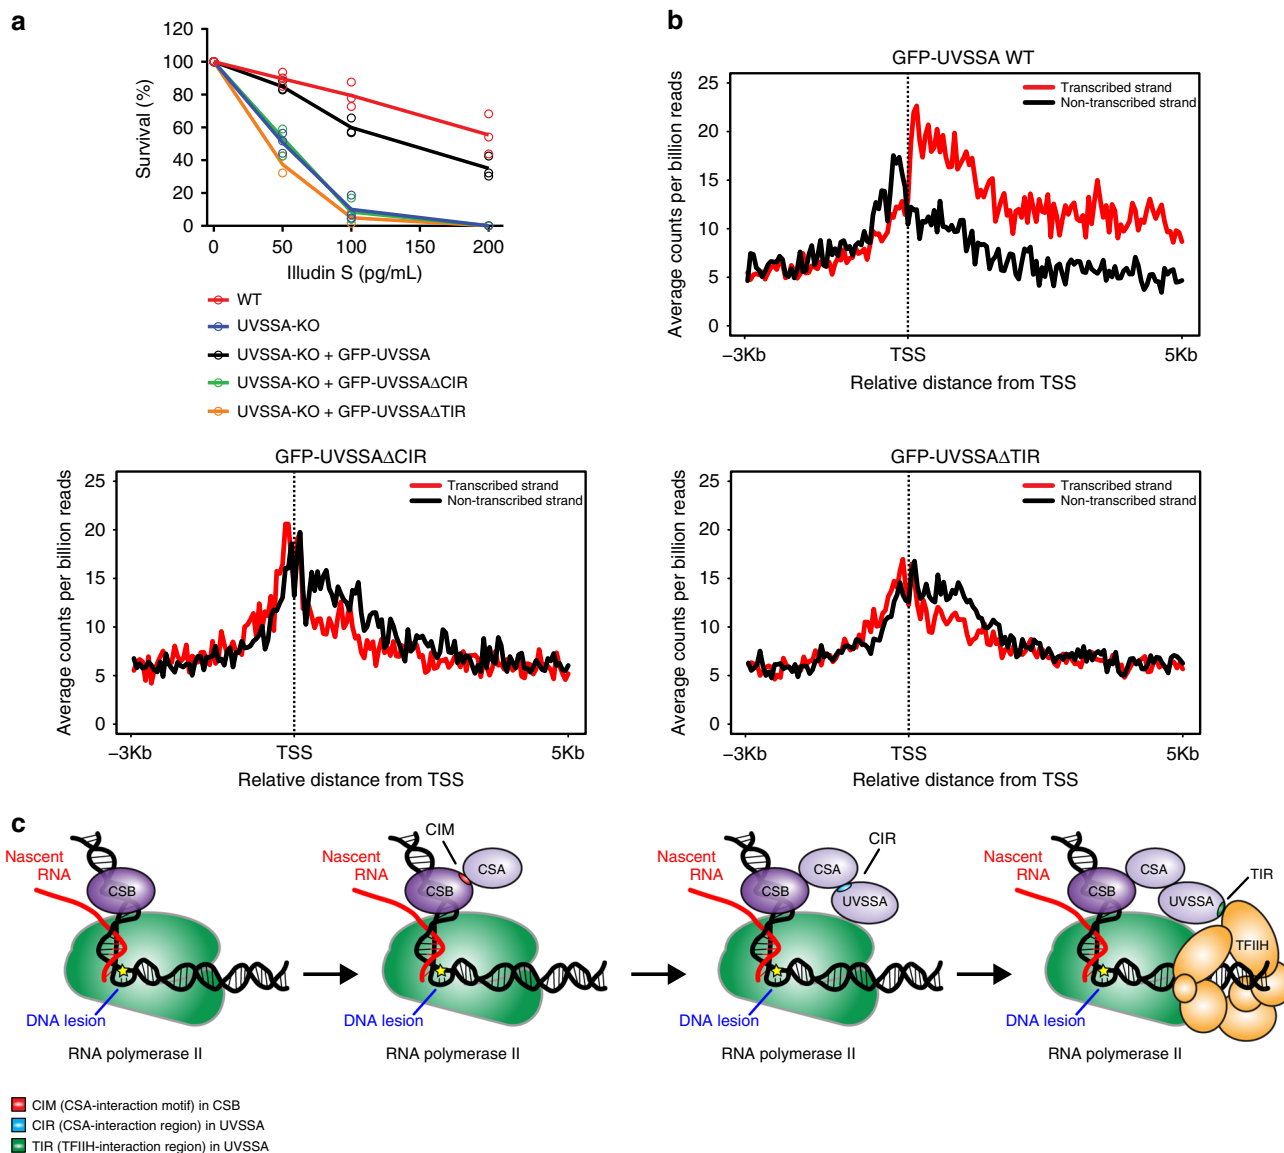 a
120
100
80
60
40
20
0
Survival (%)
0
50
100
150
200
Illudin S (pg/mL)
WT
UVSSA-KO
UVSSA-KO + GFP-UVSSA
UVSSA-KO + GFP-UVSSAΔCIR
UVSSA-KO + GFP-UVSSAΔTIR
b
GFP-UVSSA WT
Transcribed strand
Non-transcribed strand
25
20
15
10
5
0
Average counts per billion reads
−3Kb
TSS
5Kb
Relative distance from TSS
GFP-UVSSAΔCIR
Transcribed strand
Non-transcribed strand
25
20
15
10
5
0
Average counts per billion reads
−3Kb
TSS
5Kb
Relative distance from TSS
GFP-UVSSAΔTIR
Transcribed strand
Non-transcribed strand
25
20
15
10
5
0
Average counts per billion reads
−3Kb
TSS
5Kb
Relative distance from TSS
c
Nascent
RNA
CSB
DNA lesion
RNA polymerase II
CIM
Nascent
RNA
CSB
CSA
DNA lesion
RNA polymerase II
CIR
Nascent
RNA
CSB
CSA
UVSSA
DNA lesion
RNA polymerase II
TIR
Nascent
RNA
CSB
CSA
UVSSA
TFIIH
DNA lesion
RNA polymerase II
CIM (CSA-interaction motif) in CSB
CIR (CSA-interaction region) in UVSSA
TIR (TFIIH-interaction region) in UVSSA